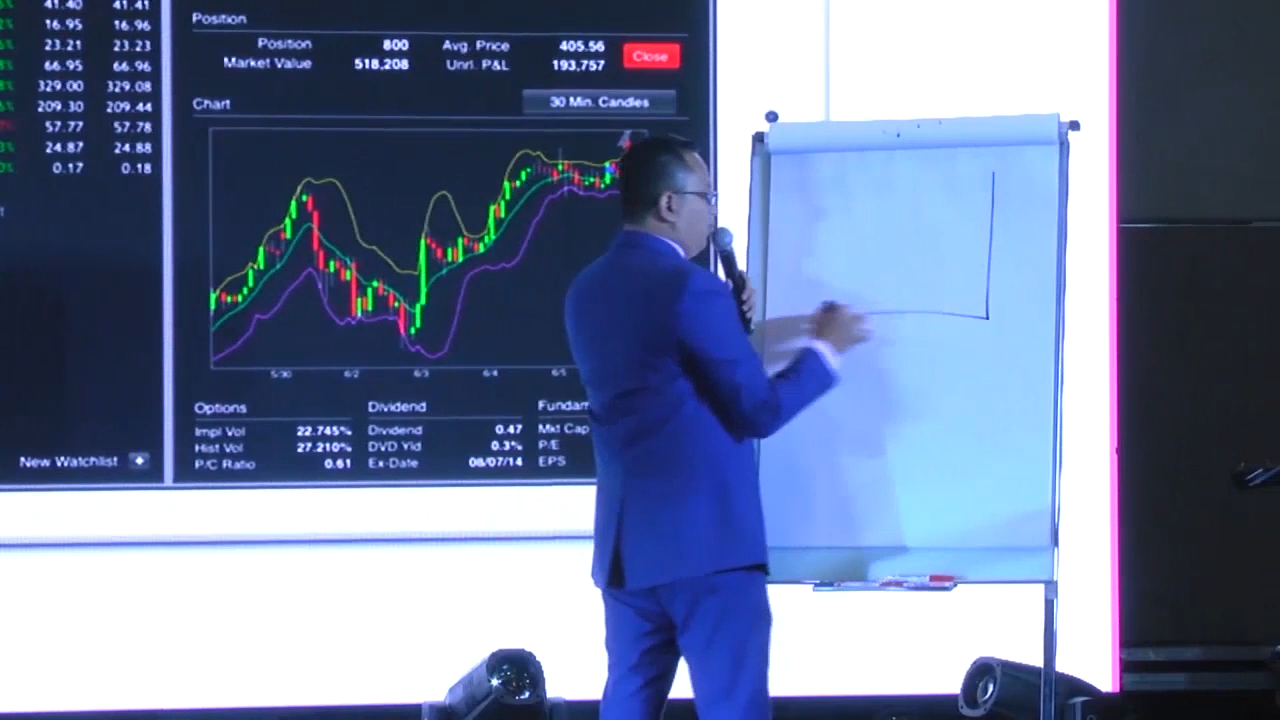 41.40 41.41
16.95 16.96
23.21 23.23
66.95 66.96
329.00 329.08
209.30 209.44
57.77 57.78
24.87 24.88
0.17 0.18
New Watchlist +
Position
Position 800 Avg. Price 405.56 Close
Market Value 518,208 Unrl. P&L 193,757
Chart 30 Min. Candles
5/30 6/2 6/3 6/4 6/5
Options Dividend
Impl Vol 22.745% Dividend 0.47 Mkt Cap
Hist Vol 27.210% DVD Yld 0.3% P/E
P/C Ratio 0.61 Ex-Date 08/07/14 EPS